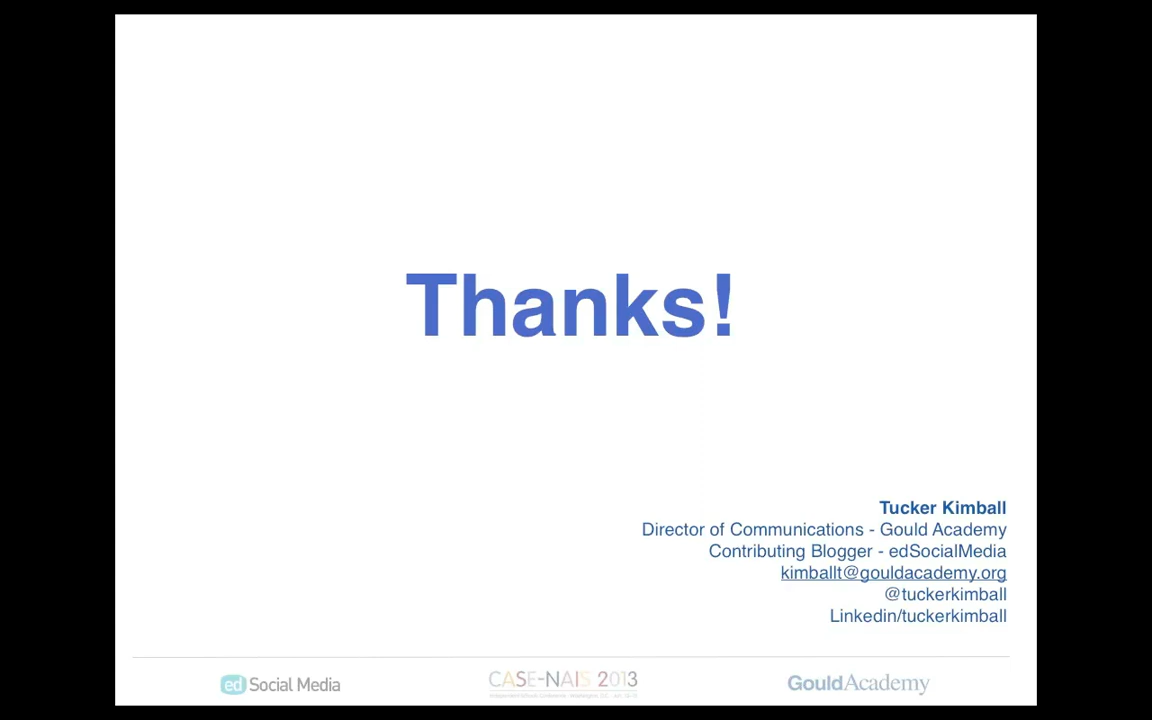 Thanks!
Tucker Kimball
Director of Communications - Gould Academy
Contributing Blogger - edSocialMedia
kimballt@gouldacademy.org
@tuckerkimball
Linkedin/tuckerkimball
ed Social Media
CASE-NAIS 2013
GouldAcademy